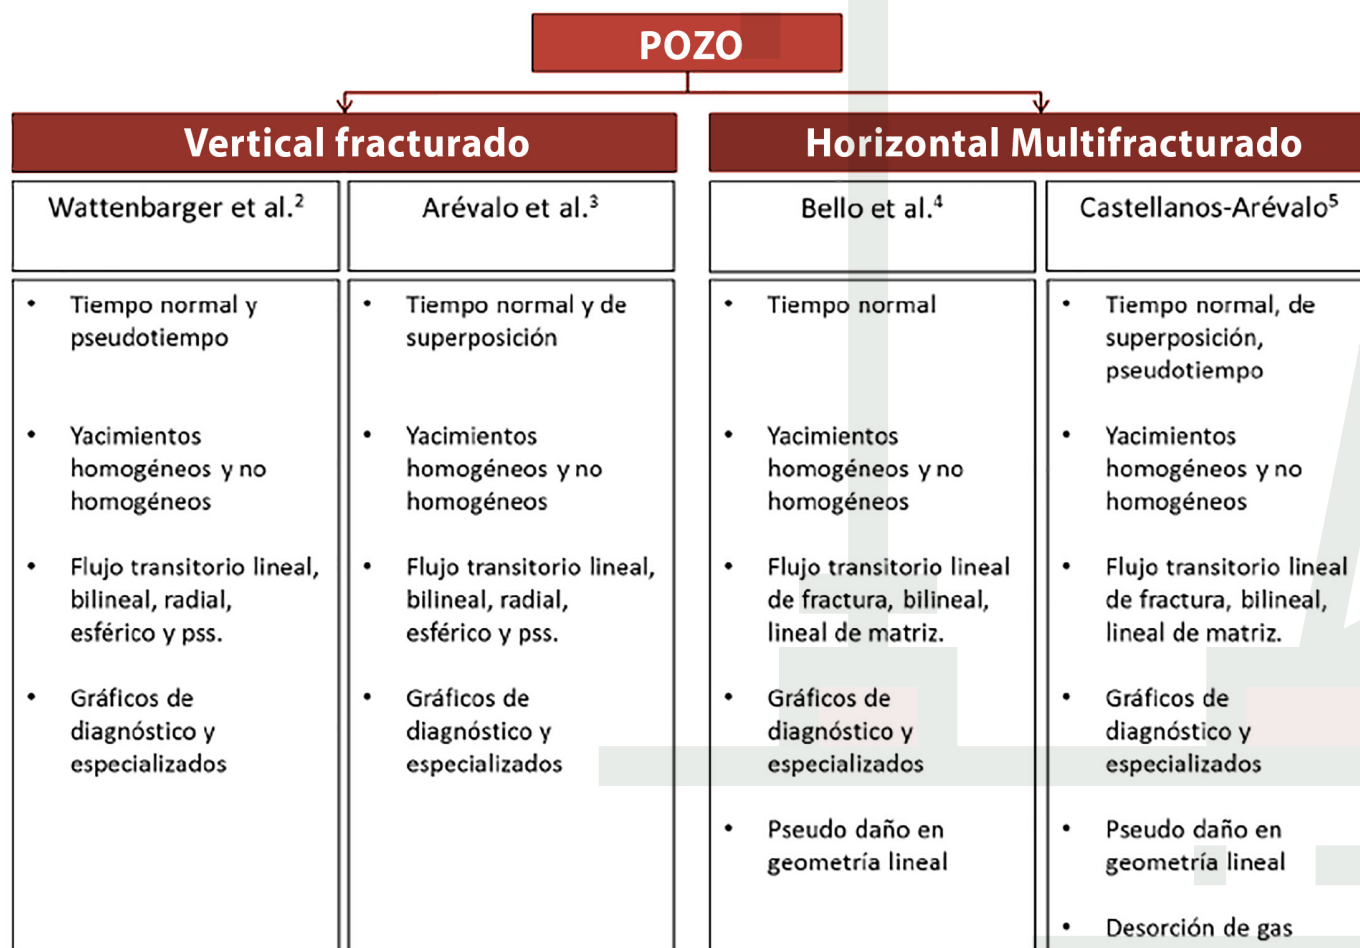 POZO
Vertical fracturado
Horizontal Multifracturado
Wattenbarger et al.²
Arévalo et al.³
Bello et al.⁴
Castellanos-Arévalo⁵
• Tiempo normal y
pseudotiempo
• Yacimientos
homogéneos y no
homogéneos
• Flujo transitorio lineal,
bilineal, radial,
esférico y pss.
• Gráficos de
diagnóstico y
especializados
• Tiempo normal y de
superposición
• Yacimientos
homogéneos y no
homogéneos
• Flujo transitorio lineal,
bilineal, radial,
esférico y pss.
• Gráficos de
diagnóstico y
especializados
• Tiempo normal
• Yacimientos
homogéneos y no
homogéneos
• Flujo transitorio lineal
de fractura, bilineal,
lineal de matriz.
• Gráficos de
diagnóstico y
especializados
• Pseudo daño en
geometría lineal
• Tiempo normal, de
superposición,
pseudotiempo
• Yacimientos
homogéneos y no
homogéneos
• Flujo transitorio lineal
de fractura, bilineal,
lineal de matriz.
• Gráficos de
diagnóstico y
especializados
• Pseudo daño en
geometría lineal
• Desorción de gas